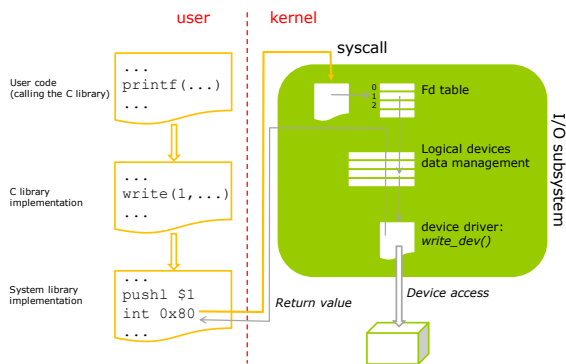 user
kernel
syscall
User code
(calling the C library)
...
printf(...)
...
0
1
2
Fd table
Logical devices
data management
I/O subsystem
C library
implementation
...
write(1,...)
...
device driver:
write_dev()
System library
implementation
...
pushl $1
int 0x80
...
Return value
Device access